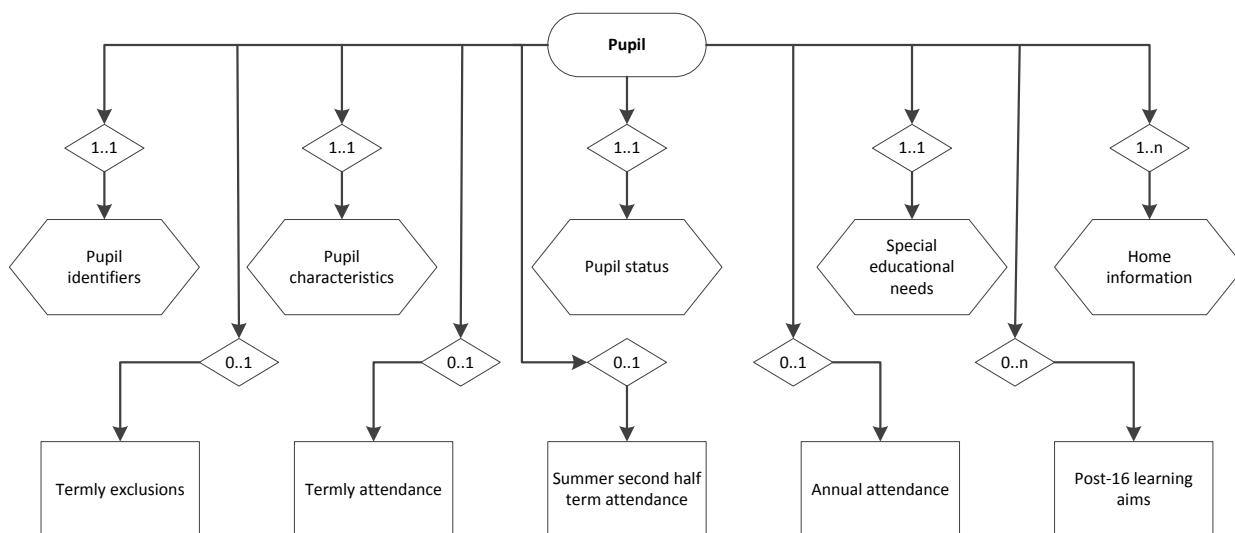 Pupil
1..1
1..1
1..1
1..1
1..n
Pupil
identifiers
Pupil
characteristics
Pupil status
Special
educational
needs
Home
information
0..1
0..1
0..1
0..1
0..n
Termly exclusions
Termly attendance
Summer second half
term attendance
Annual attendance
Post-16 learning
aims